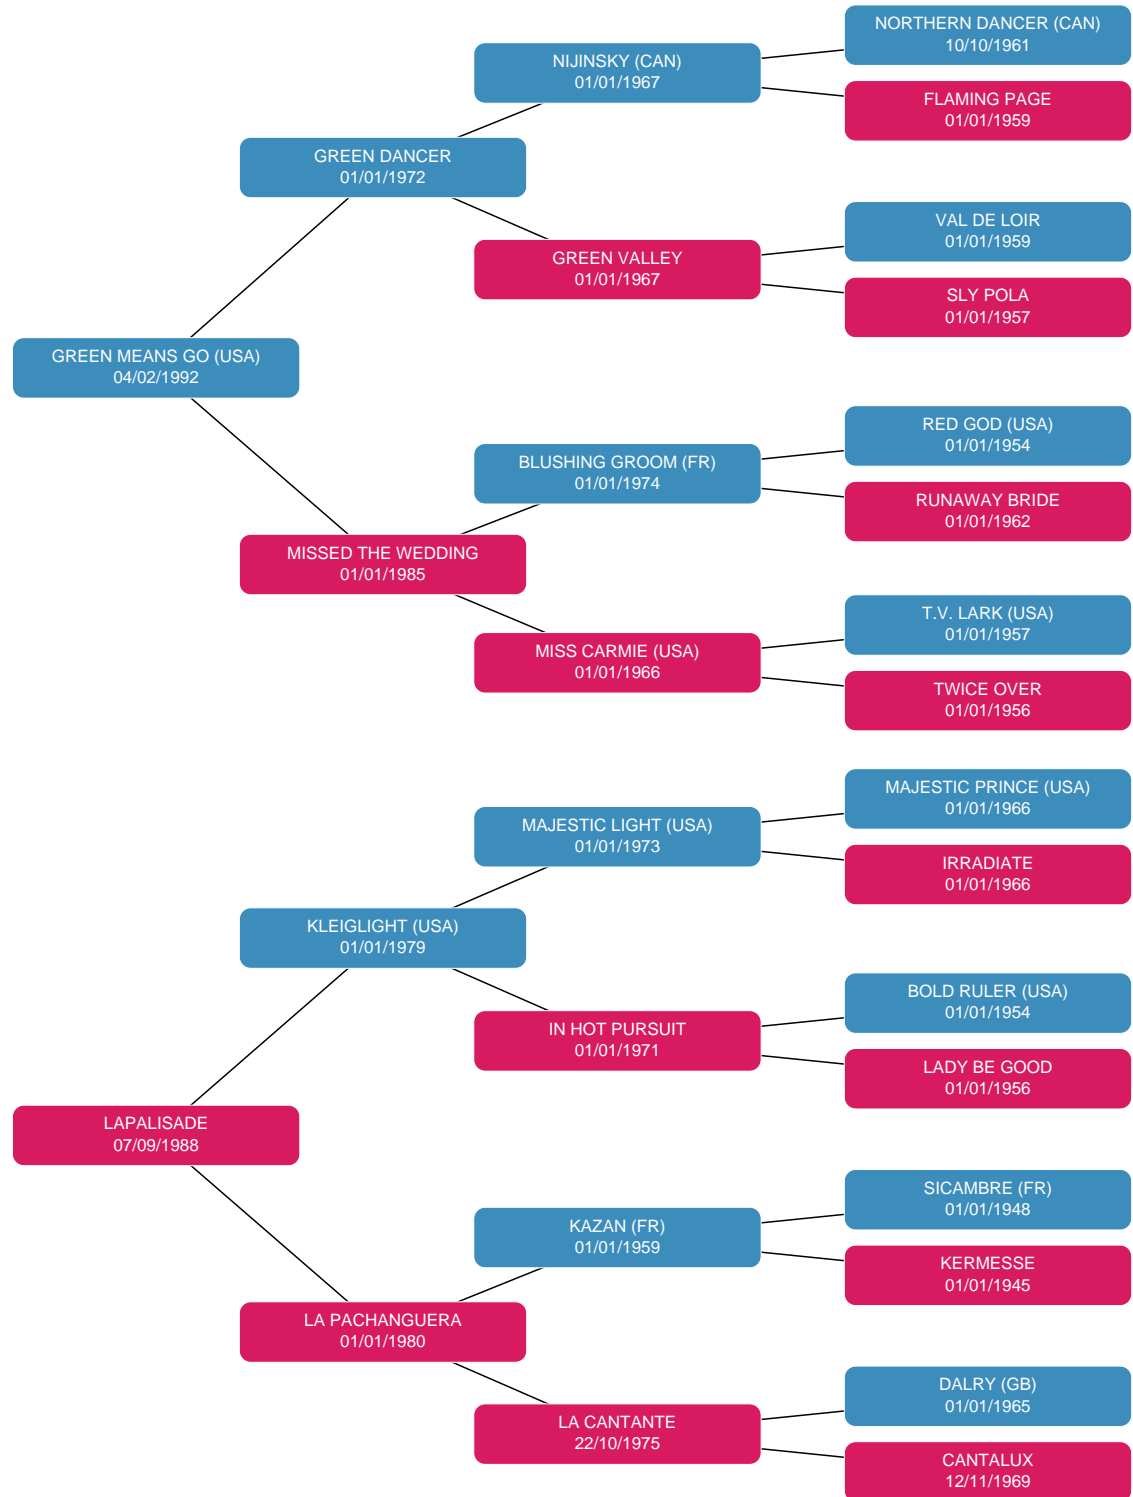 NORTHERN DANCER (CAN)
10/10/1961
NIJINSKY (CAN)
01/01/1967
FLAMING PAGE
01/01/1959
GREEN DANCER
01/01/1972
VAL DE LOIR
01/01/1959
GREEN VALLEY
01/01/1967
SLY POLA
01/01/1957
GREEN MEANS GO (USA)
04/02/1992
RED GOD (USA)
01/01/1954
BLUSHING GROOM (FR)
01/01/1974
RUNAWAY BRIDE
01/01/1962
MISSED THE WEDDING
01/01/1985
T.V. LARK (USA)
01/01/1957
MISS CARMIE (USA)
01/01/1966
TWICE OVER
01/01/1956
MAJESTIC PRINCE (USA)
01/01/1966
MAJESTIC LIGHT (USA)
01/01/1973
IRRADIATE
01/01/1966
KLEIGLIGHT (USA)
01/01/1979
BOLD RULER (USA)
01/01/1954
IN HOT PURSUIT
01/01/1971
LADY BE GOOD
01/01/1956
LAPALISADE
07/09/1988
SICAMBRE (FR)
01/01/1948
KAZAN (FR)
01/01/1959
KERMESSE
01/01/1945
LA PACHANGUERA
01/01/1980
DALRY (GB)
01/01/1965
LA CANTANTE
22/10/1975
CANTALUX
12/11/1969